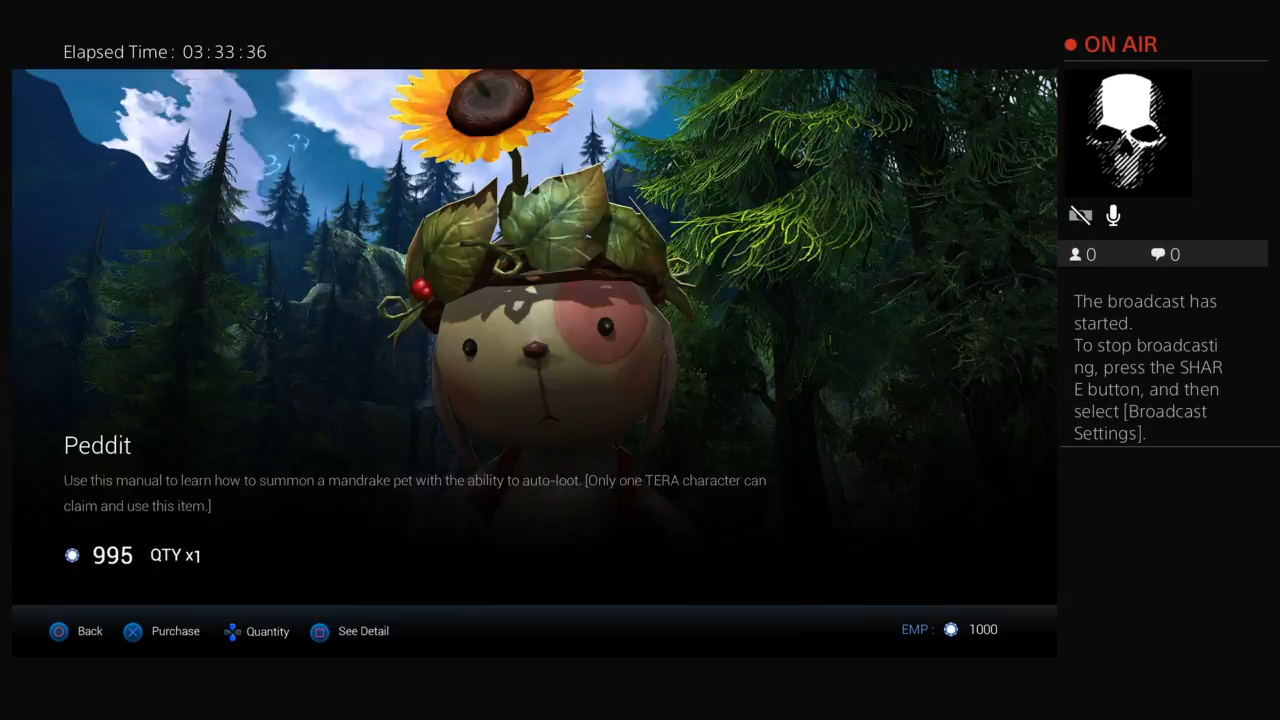 Elapsed Time: 03:33:36
ON AIR
0
0
The broadcast has
started.
To stop broadcasti
ng, press the SHAR
E button, and then
select [Broadcast
Settings].
Peddit
Use this manual to learn how to summon a mandrake pet with the ability to auto-loot. [Only one TERA character can
claim and use this item.]
995 QTY x1
Back
Purchase
Quantity
See Detail
EMP : 1000